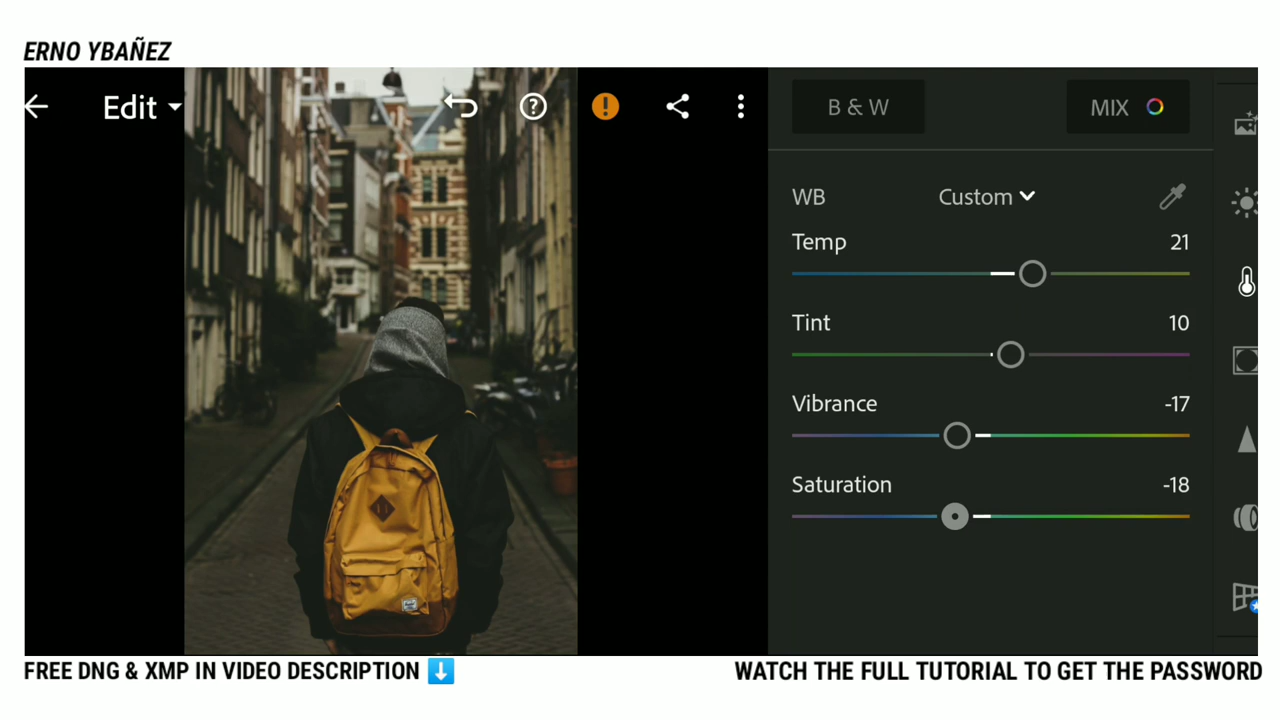 ERNO YBAÑEZ
Edit
B & W
MIX
WB
Custom
Temp
21
Tint
10
Vibrance
-17
Saturation
-18
FREE DNG & XMP IN VIDEO DESCRIPTION
WATCH THE FULL TUTORIAL TO GET THE PASSWORD